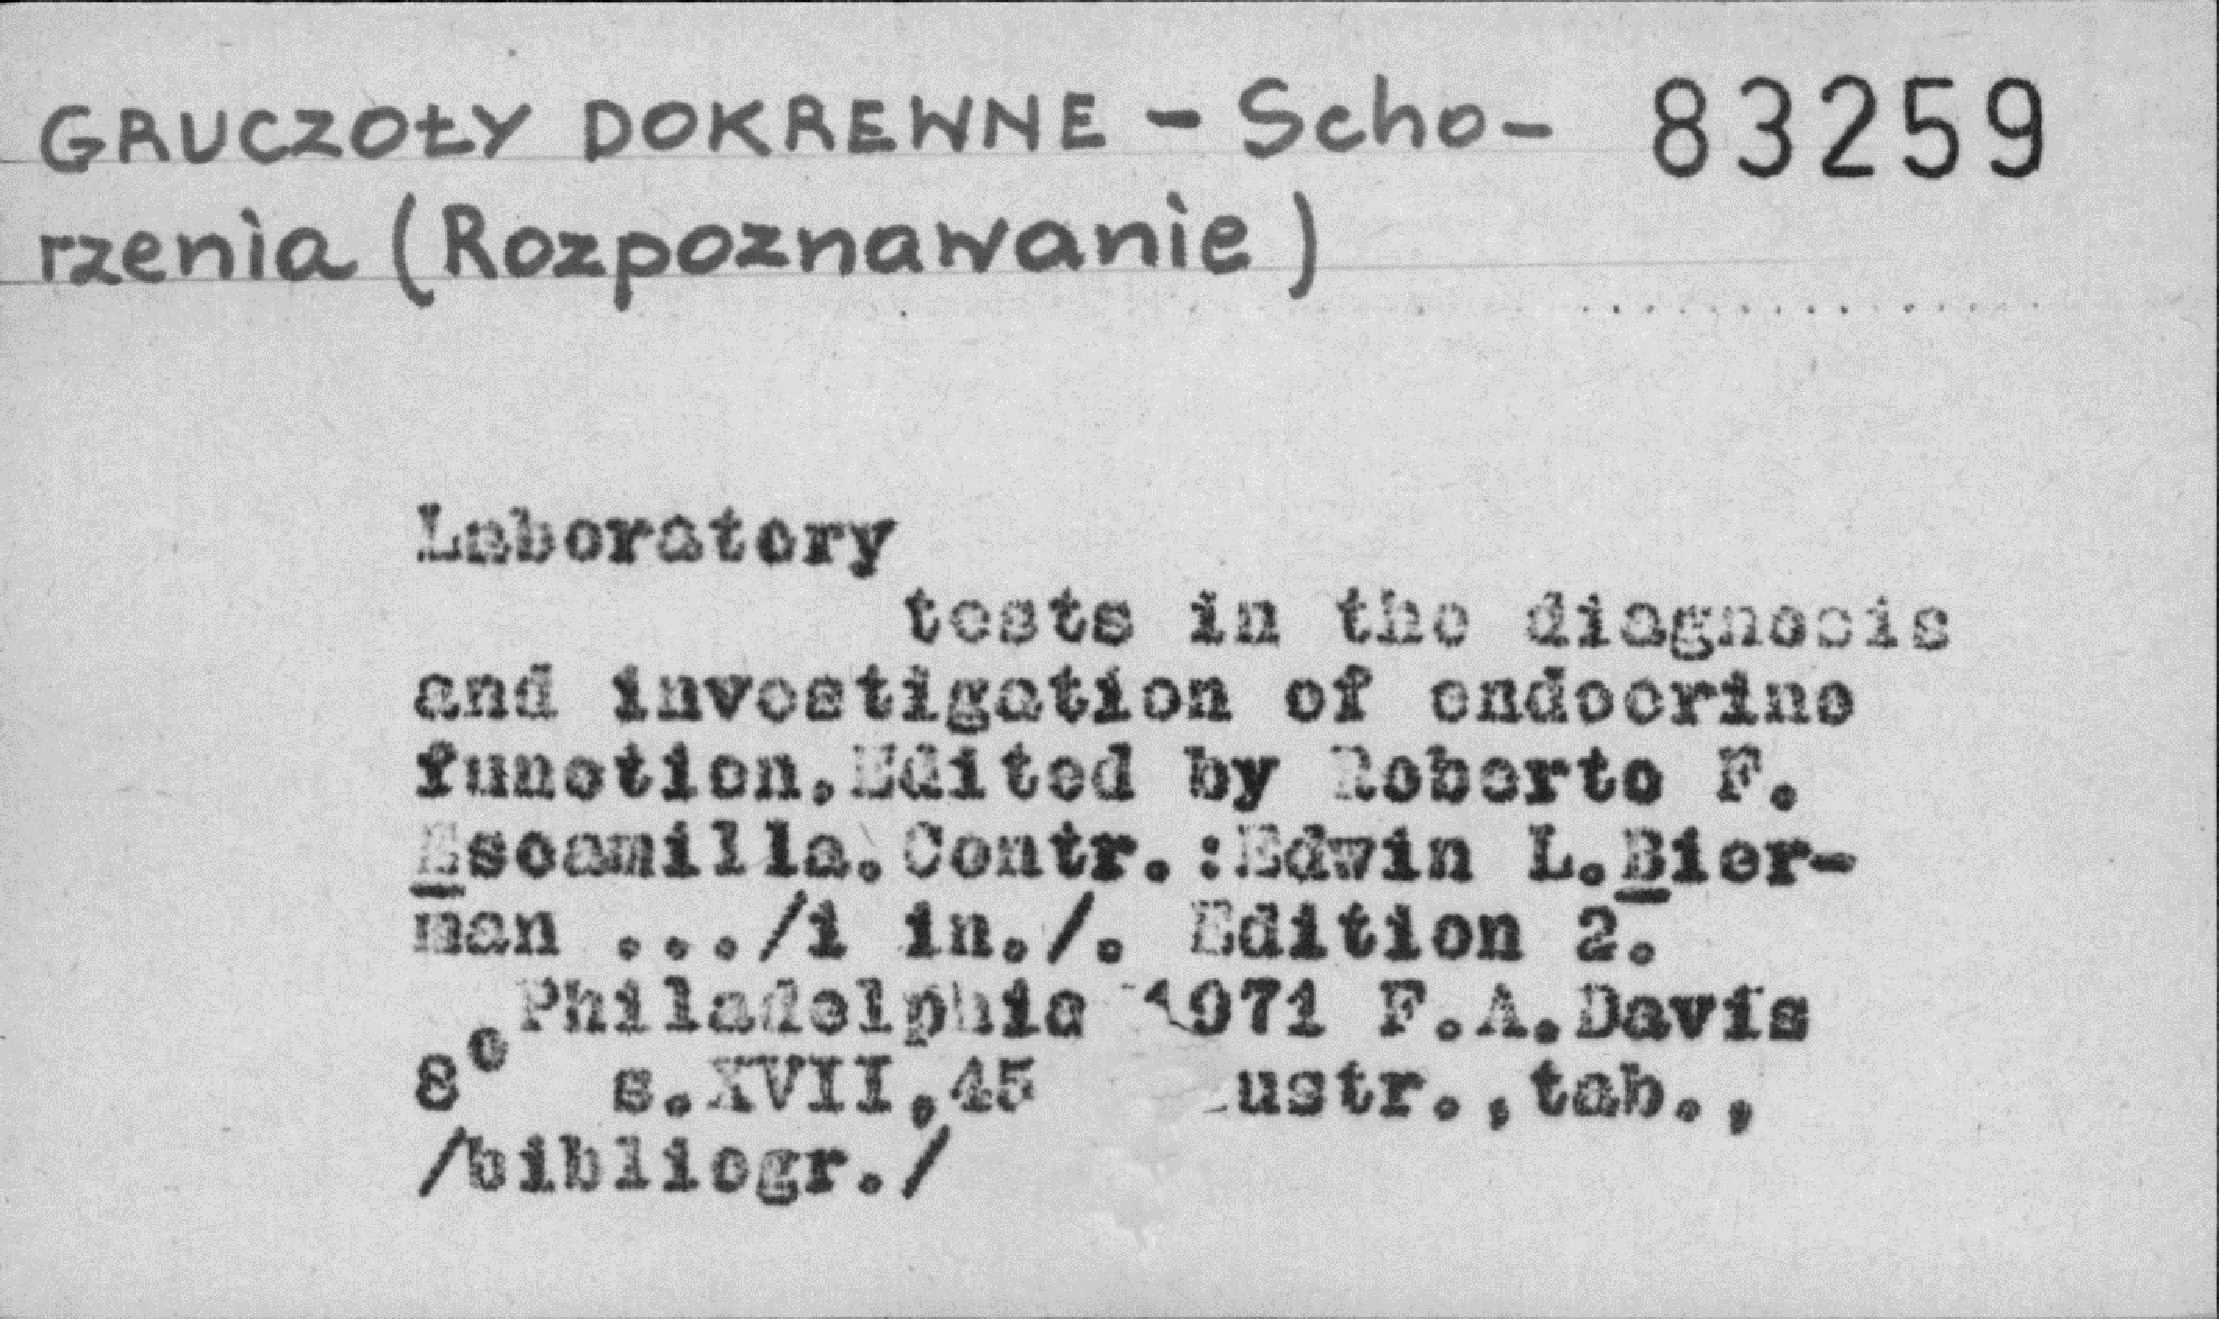 GRUCZOŁY DOKREWNE - Scho- 83259
rzenia (Rozpoznawanie)
Laboratory
tests in the diagnosis
and investigation of endocrine
function.Edited by Roberto F.
Escamilla.Contr.:Edwin L.Bier-
man .../i in./. Edition 2.
Philadelphia 1971 F.A.Davis
8° s.XVII,45 ustr.,tab.,
/bibliogr./